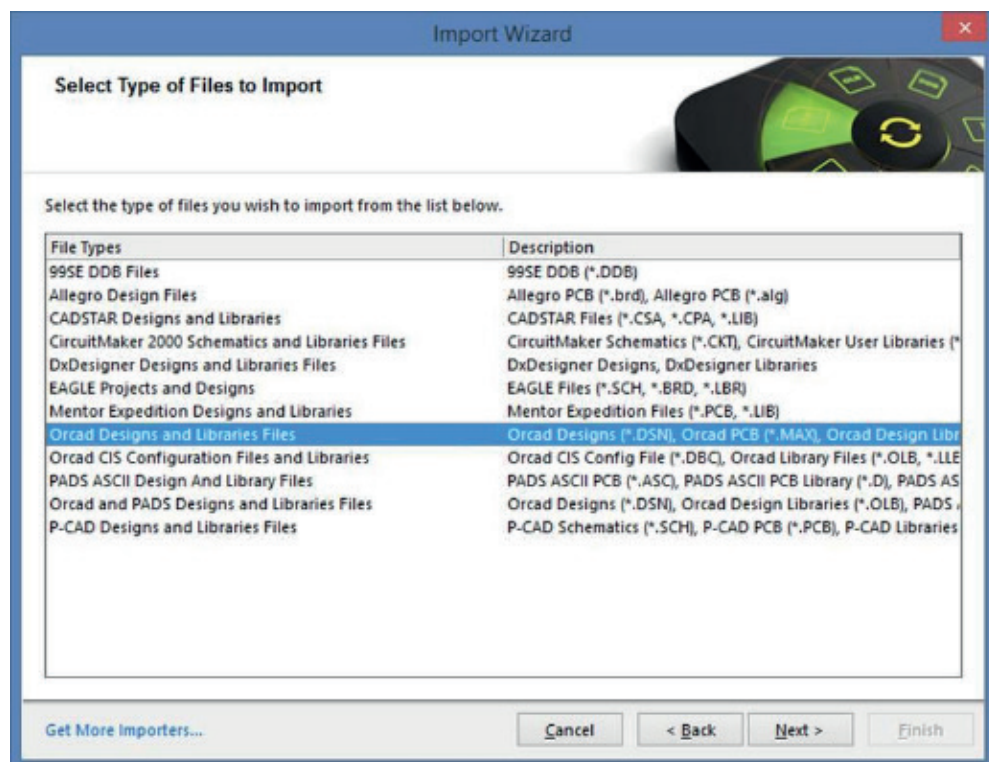 Import Wizard
Select Type of Files to Import
Select the type of files you wish to import from the list below.
File Types Description
99SE DDB Files 99SE DDB (*.DDB)
Allegro Design Files Allegro PCB (*.brd), Allegro PCB (*.alg)
CADSTAR Designs and Libraries CADSTAR Files (*.CSA, *.CPA, *.LIB)
CircuitMaker 2000 Schematics and Libraries Files CircuitMaker Schematics (*.CKT), CircuitMaker User Libraries (*
DxDesigner Designs and Libraries Files DxDesigner Designs, DxDesigner Libraries
EAGLE Projects and Designs EAGLE Files (*.SCH, *.BRD, *.LBR)
Mentor Expedition Designs and Libraries Mentor Expedition Files (*.PCB, *.LIB)
Orcad Designs and Libraries Files Orcad Designs (*.DSN), Orcad PCB (*.MAX), Orcad Design Libr
Orcad CIS Configuration Files and Libraries Orcad CIS Config File (*.DBC), Orcad Library Files (*.OLB, *.LLE
PADS ASCII Design And Library Files PADS ASCII PCB (*.ASC), PADS ASCII PCB Library (*.D), PADS AS
Orcad and PADS Designs and Libraries Files Orcad Designs (*.DSN), Orcad Design Libraries (*.OLB), PADS
P-CAD Designs and Libraries Files P-CAD Schematics (*.SCH), P-CAD PCB (*.PCB), P-CAD Libraries
Get More Importers... Cancel < Back Next > Finish